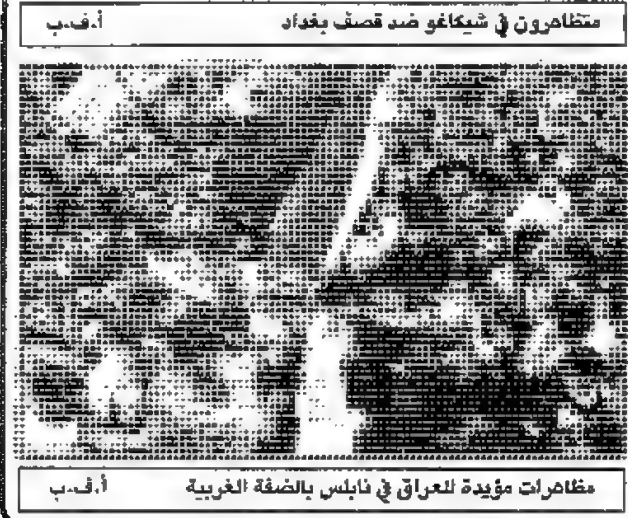 متظاهرون في شيكاغو ضد قصف بغداد أ.ف.ب
مظاهرات مؤيدة للعراق في نابلس بالضفة الغربية أ.ف.ب